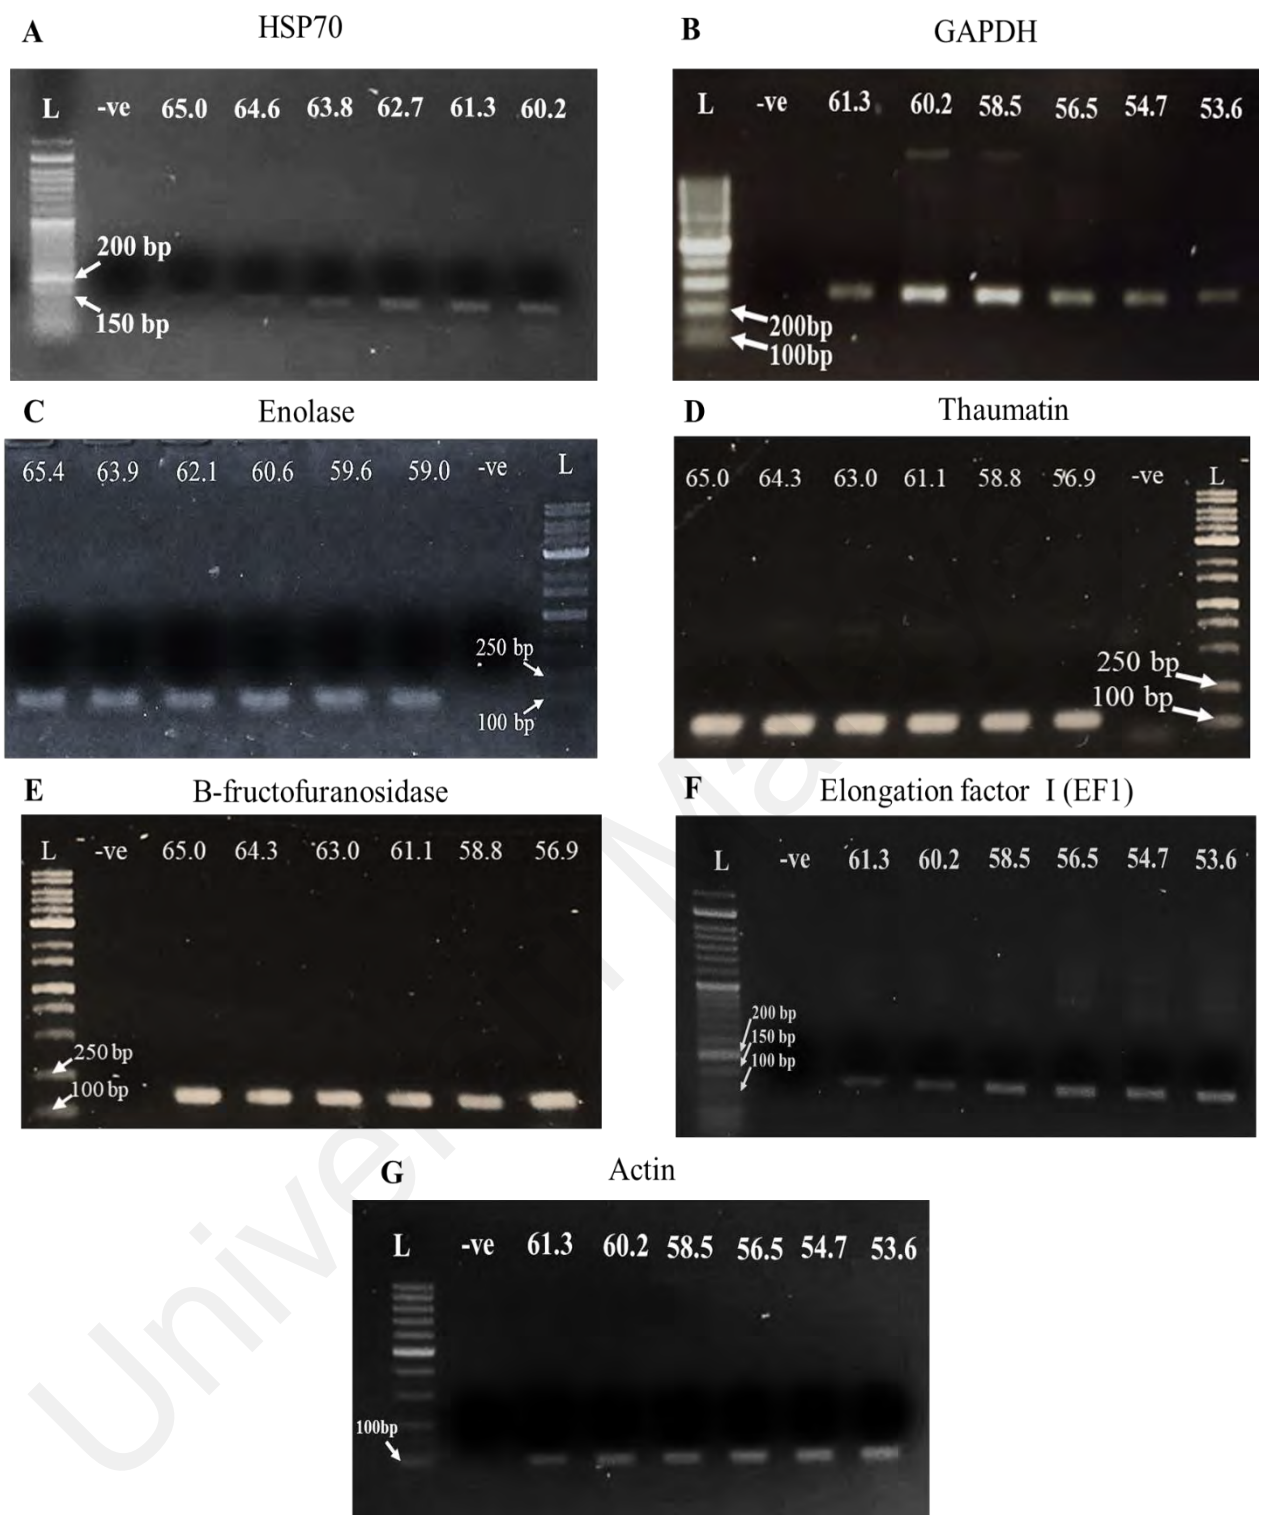 A HSP70
L -ve 65.0 64.6 63.8 62.7 61.3 60.2
200 bp
150 bp
B GAPDH
L -ve 61.3 60.2 58.5 56.5 54.7 53.6
200bp
100bp
C Enolase
65.4 63.9 62.1 60.6 59.6 59.0 -ve L
250 bp
100 bp
D Thaumatin
65.0 64.3 63.0 61.1 58.8 56.9 -ve L
250 bp
100 bp
E B-fructofuranosidase
L -ve 65.0 64.3 63.0 61.1 58.8 56.9
250 bp
100 bp
F Elongation factor I (EF1)
L -ve 61.3 60.2 58.5 56.5 54.7 53.6
200 bp
150 bp
100 bp
G Actin
L -ve 61.3 60.2 58.5 56.5 54.7 53.6
100bp